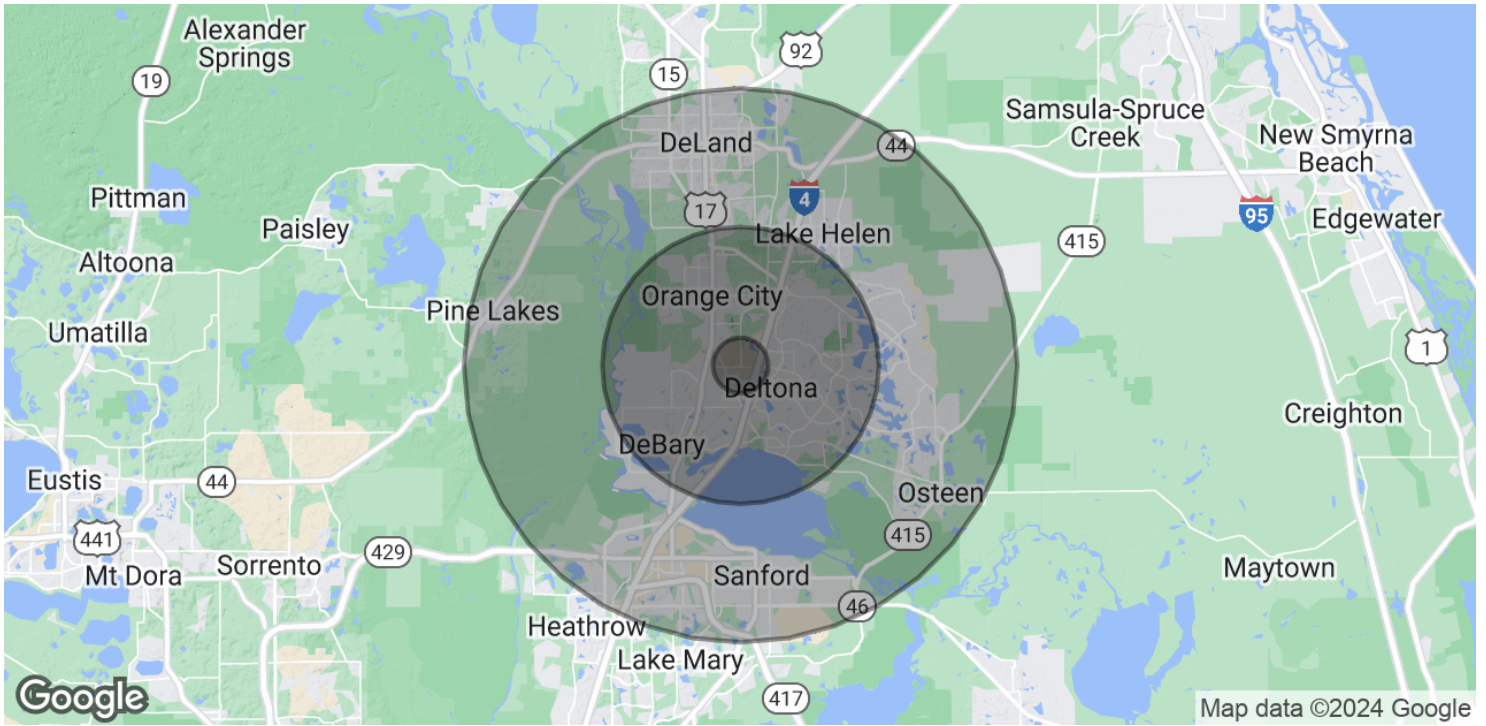 Alexander
Springs
92
15
19
Samsula-Spruce
Creek
New Smyrna
Beach
DeLand
44
Pittman
4
17
95
Edgewater
Paisley
Lake Helen
415
Altoona
Orange City
Pine Lakes
Umatilla
1
Deltona
Creighton
DeBary
Eustis
44
Osteen
441
415
429
Sorrento
Mt Dora
Sanford
Maytown
46
Heathrow
Lake Mary
417
Google
Map data ©2024 Google